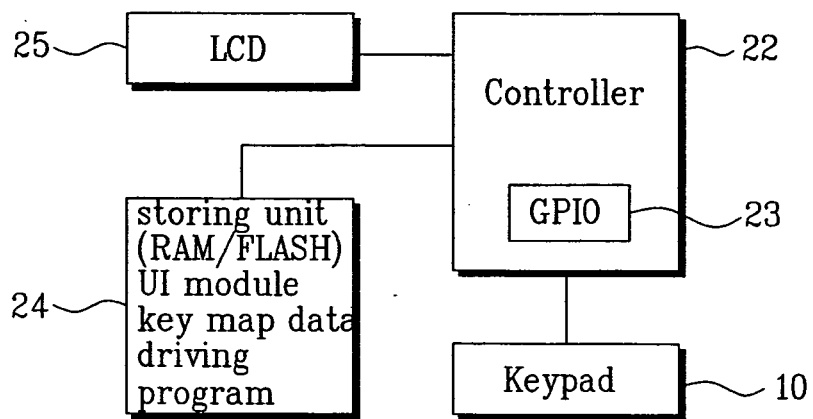 25
LCD
22
Controller
GPIO
23
24
storing unit
(RAM/FLASH)
UI module
key map data
driving
program
Keypad
10